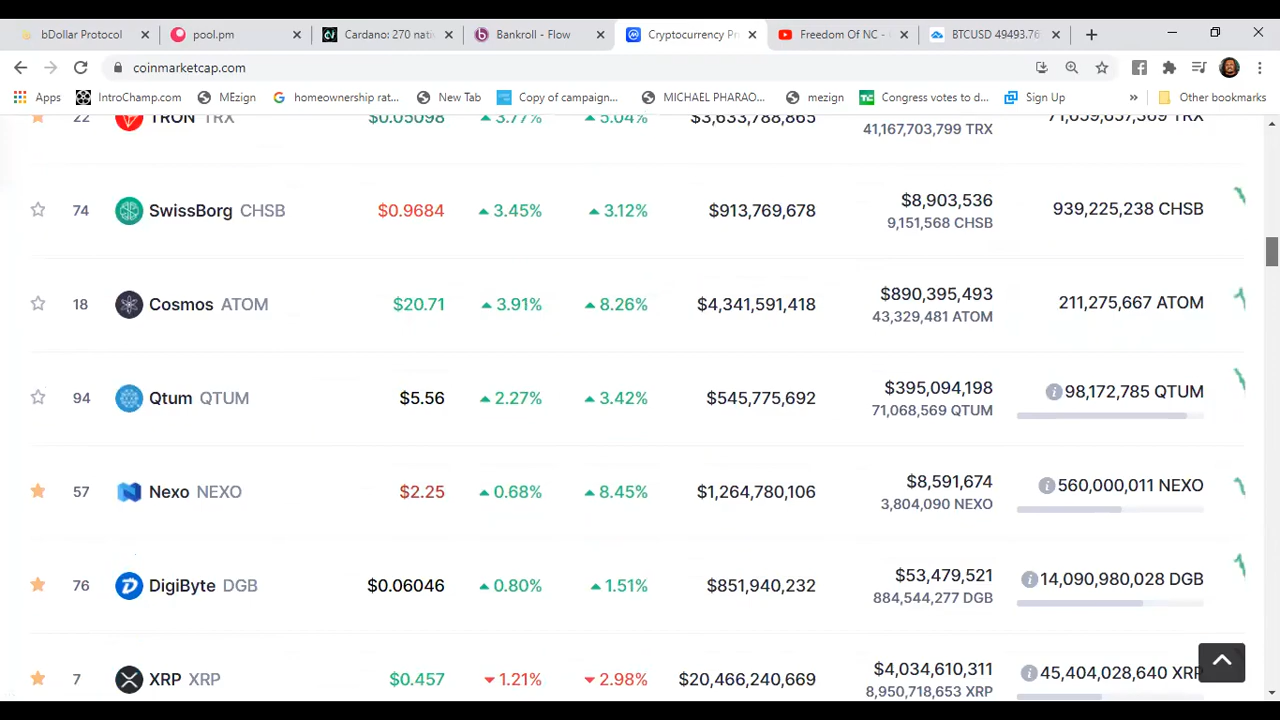 bDollar Protocol
pool.pm
Cardano: 270 nati
Bankroll - Flow
Cryptocurrency Pr
Freedom Of NC -
BTCUSD 49493.76
coinmarketcap.com
Apps IntroChamp.com MEzign homeownership rat... New Tab Copy of campaign... MICHAEL PHARAO... mezign Congress votes to d... Sign Up » Other bookmarks
22 TRON TRX $0.05098 3.77% 5.04% $3,633,788,865
41,167,703,799 TRX
74 SwissBorg CHSB $0.9684 3.45% 3.12% $913,769,678 $8,903,536 939,225,238 CHSB
9,151,568 CHSB
18 Cosmos ATOM $20.71 3.91% 8.26% $4,341,591,418 $890,395,493 211,275,667 ATOM
43,329,481 ATOM
94 Qtum QTUM $5.56 2.27% 3.42% $545,775,692 $395,094,198 98,172,785 QTUM
71,068,569 QTUM
57 Nexo NEXO $2.25 0.68% 8.45% $1,264,780,106 $8,591,674 560,000,011 NEXO
3,804,090 NEXO
76 DigiByte DGB $0.06046 0.80% 1.51% $851,940,232 $53,479,521 14,090,980,028 DGB
884,544,277 DGB
7 XRP XRP $0.457 1.21% 2.98% $20,466,240,669 $4,034,610,311 45,404,028,640 XRP
8,950,718,653 XRP